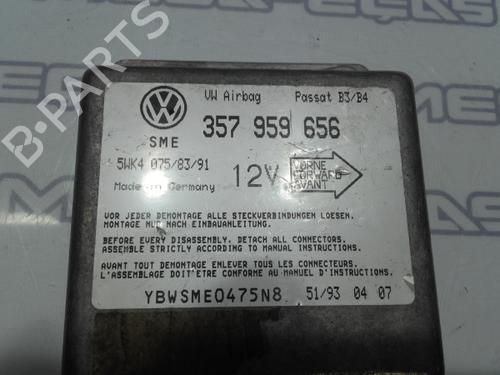 VW Airbag Passat B3/B4
SME 357 959 656
5WK4 075/83/91 12V
VORNE
FORWARD
AVANT
Made in Germany
VOR JEDER DEMONTAGE ALLE STECKVERBINDUNGEN LOESEN.
MONTAGE NUR NACH EINBAUANLEITUNG.
BEFORE EVERY DISASSEMBLY, DETACH ALL CONNECTORS.
ASSEMBLE STRICTLY ACCORDING TO MANUAL INSTRUCTIONS.
AVANT TOUT DEMONTAGE ENLEVER TOUS LES CONNECTEURS.
L'ASSEMBLAGE DOIT'ETRE CONFORME AU MANUEL D'INSTRUCTIONS.
YBWSME0475N8 51/93 04 07
B-PARTS